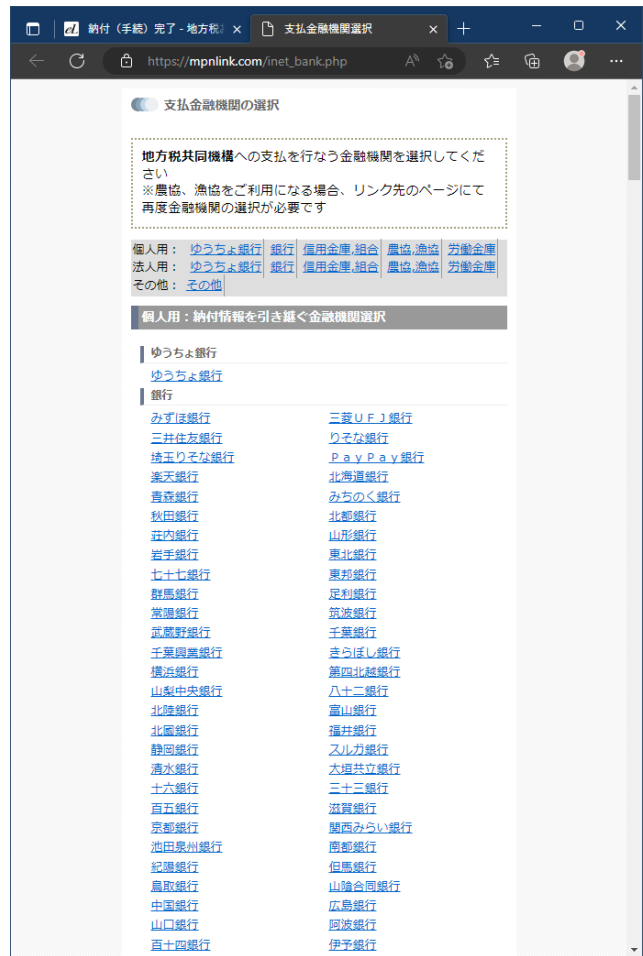 納付（手続）完了 - 地方税
支払金融機関選択
https://mpnlink.com/inet_bank.php
支払金融機関の選択
地方税共同機構への支払を行なう金融機関を選択してくだ
さい
※農協、漁協をご利用になる場合、リンク先のページにて
再度金融機関の選択が必要です
個人用： ゆうちょ銀行 銀行 信用金庫,組合 農協,漁協 労働金庫
法人用： ゆうちょ銀行 銀行 信用金庫,組合 農協,漁協 労働金庫
その他： その他
個人用：納付情報を引き継ぐ金融機関選択
ゆうちょ銀行
ゆうちょ銀行
銀行
みずほ銀行 三菱ＵＦＪ銀行
三井住友銀行 りそな銀行
埼玉りそな銀行 ＰａｙＰａｙ銀行
楽天銀行 北海道銀行
青森銀行 みちのく銀行
秋田銀行 北都銀行
荘内銀行 山形銀行
岩手銀行 東北銀行
七十七銀行 東邦銀行
群馬銀行 足利銀行
常陽銀行 筑波銀行
武蔵野銀行 千葉銀行
千葉興業銀行 きらぼし銀行
横浜銀行 第四北越銀行
山梨中央銀行 八十二銀行
北陸銀行 富山銀行
北國銀行 福井銀行
静岡銀行 スルガ銀行
清水銀行 大垣共立銀行
十六銀行 三十三銀行
百五銀行 滋賀銀行
京都銀行 関西みらい銀行
池田泉州銀行 南都銀行
紀陽銀行 但馬銀行
鳥取銀行 山陰合同銀行
中国銀行 広島銀行
山口銀行 阿波銀行
百十四銀行 伊予銀行